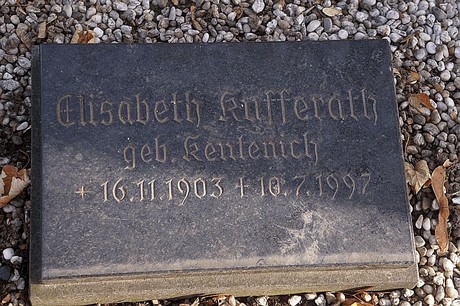 Elisabeth Kufferath
geb. Kentenich
+ 16.11.1903 + 10.7.1997